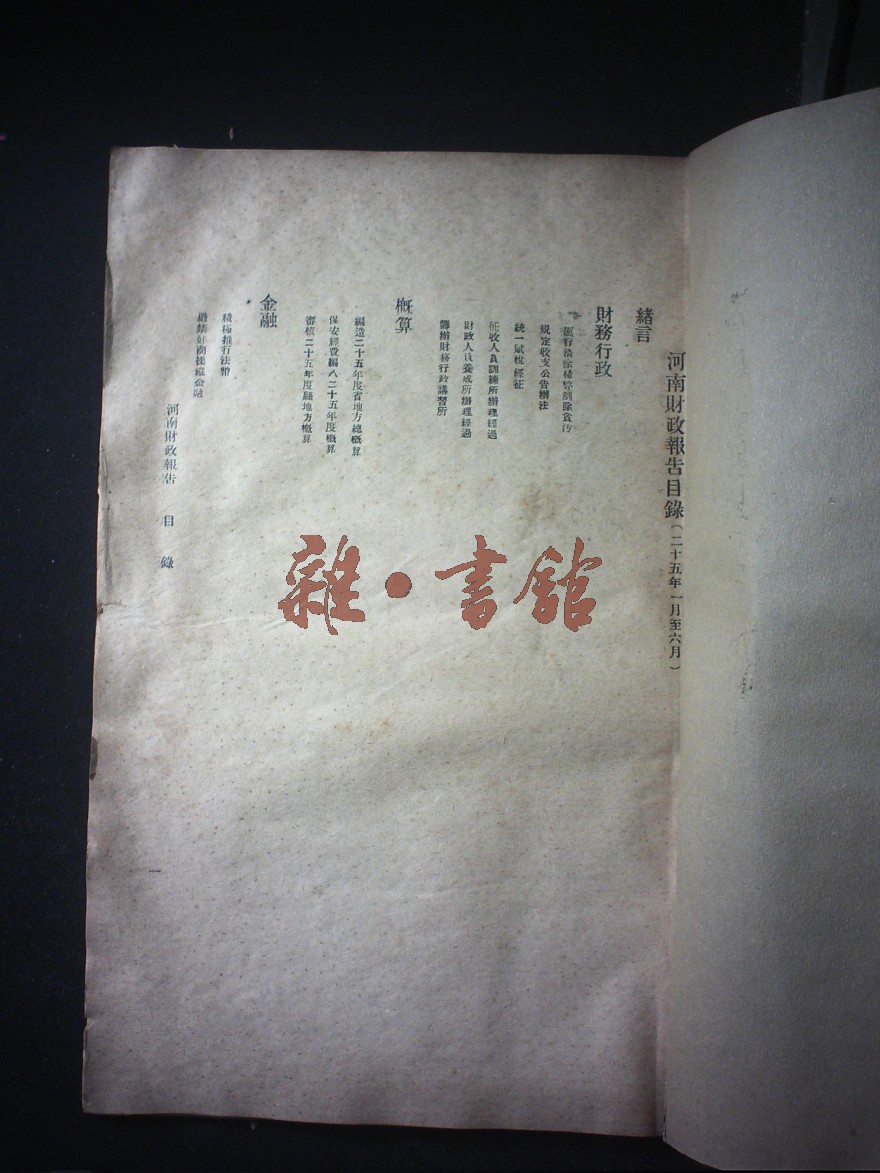 河南財政報告目錄(二十五年一月至六月)
緒言
財務行政
厲行清除積弊剷除貪污
規定收支公告辦法
統一賦稅經征
征收人員訓練所辦理經過
財政人員養成所辦理經過
籌辦財務行政講習所
概算
編造二十五年度省地方總概算
保安經費編入二十五年度概算
審核二十五年度縣地方概算
金融
積極推行法幣
嚴禁奸商操縱金融
河南財政報告 目錄
雜·書館